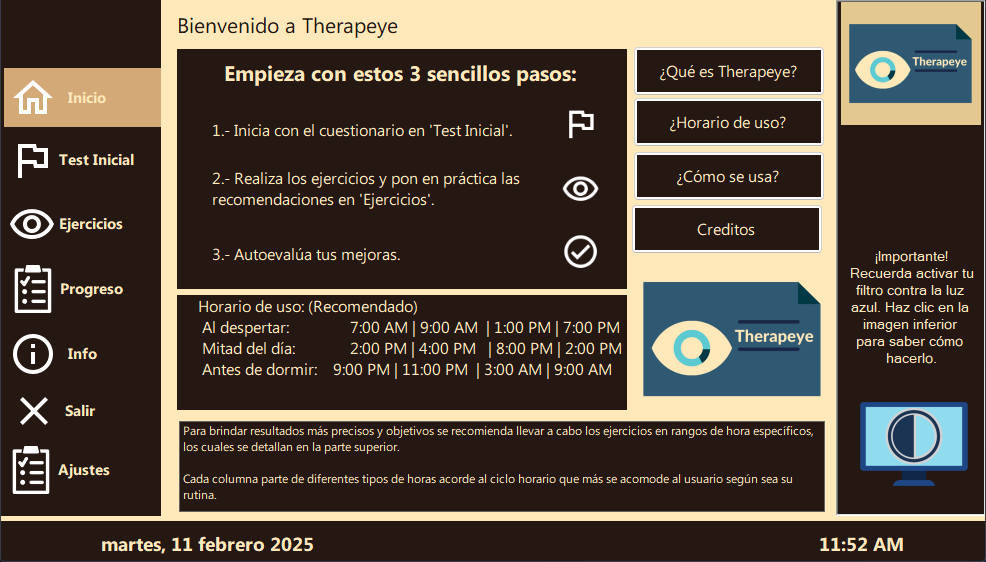 Bienvenido a Therapeye
Inicio
Test Inicial
Ejercicios
Progreso
Info
Salir
Ajustes
Empieza con estos 3 sencillos pasos:
1.- Inicia con el cuestionario en 'Test Inicial'.
2.- Realiza los ejercicios y pon en práctica las
recomendaciones en 'Ejercicios'.
3.- Autoevalúa tus mejoras.
Horario de uso: (Recomendado)
Al despertar: 7:00 AM | 9:00 AM | 1:00 PM | 7:00 PM
Mitad del día: 2:00 PM | 4:00 PM | 8:00 PM | 2:00 PM
Antes de dormir: 9:00 PM | 11:00 PM | 3:00 AM | 9:00 AM
Para brindar resultados más precisos y objetivos se recomienda llevar a cabo los ejercicios en rangos de hora específicos,
los cuales se detallan en la parte superior.
Cada columna parte de diferentes tipos de horas acorde al ciclo horario que más se acomode al usuario según sea su
rutina.
¿Qué es Therapeye?
¿Horario de uso?
¿Cómo se usa?
Creditos
Therapeye
Therapeye
¡Importante!
Recuerda activar tu
filtro contra la luz
azul. Haz clic en la
imagen inferior
para saber cómo
hacerlo.
martes, 11 febrero 2025
11:52 AM